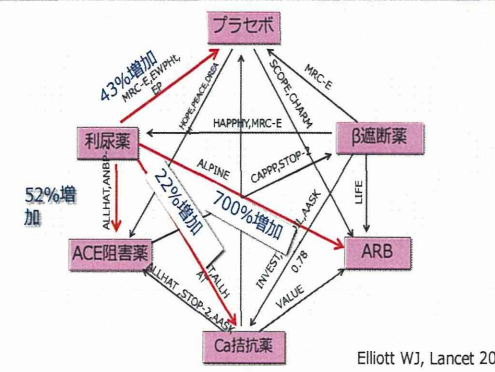 プラセボ
43%増加
MRC-E,EWPHt,
EP
HOPE,PEACE,DREA
SCOPE,CHARM
MRC-E
HAPPHY,MRC-E
利尿薬
β遮断薬
ALPINE
CAPPP,STOP-2
LIFE
ALLHAT,ANBP-
52%増
加
22%増加
700%増加
AASK
0.78
INVEST,
ACE阻害薬
ARB
ALLHAT,STOP-2,AASK
VALUE
Ca拮抗薬
Elliott WJ, Lancet 20